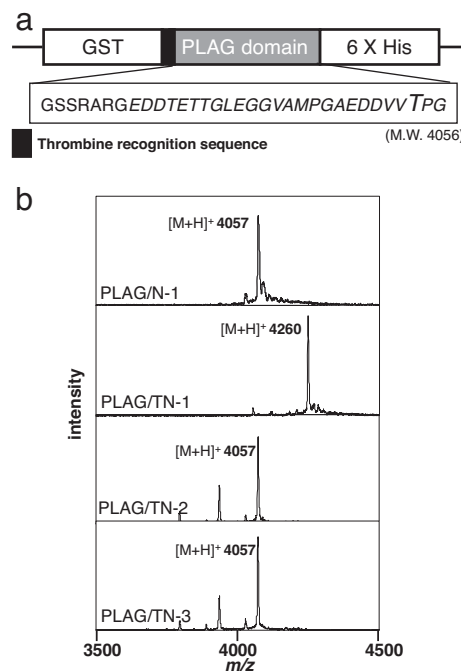 a
GST PLAG domain 6 X His
GSSRARGEDDTETTGLEGGVAMPGAEDDVVTPG
Thrombine recognition sequence
(M.W. 4056)
b
[M+H]+ 4057
PLAG/N-1
[M+H]+ 4260
PLAG/TN-1
[M+H]+ 4057
PLAG/TN-2
[M+H]+ 4057
PLAG/TN-3
intensity
3500 4000 4500
m/z